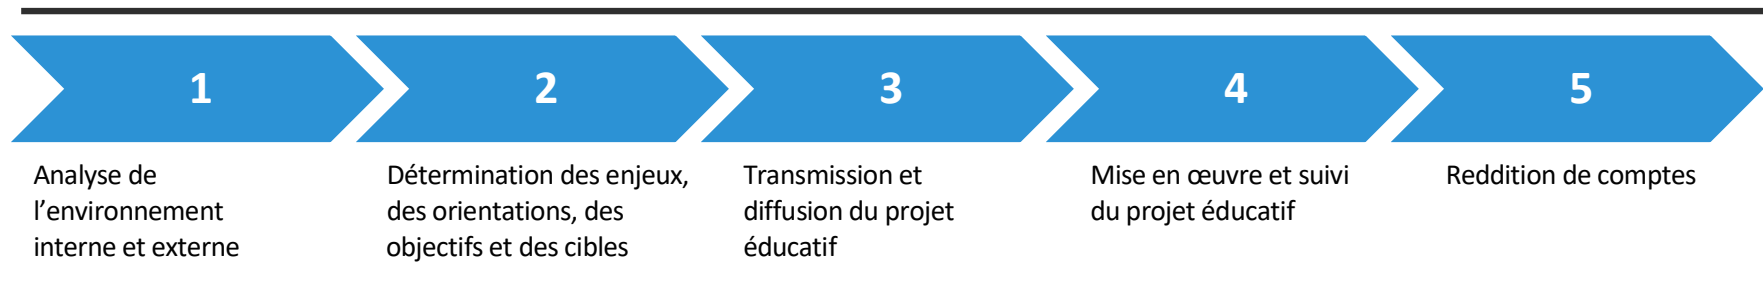 1
Analyse de
l’environnement
interne et externe
2
Détermination des enjeux,
des orientations, des
objectifs et des cibles
3
Transmission et
diffusion du projet
éducatif
4
Mise en œuvre et suivi
du projet éducatif
5
Reddition de comptes